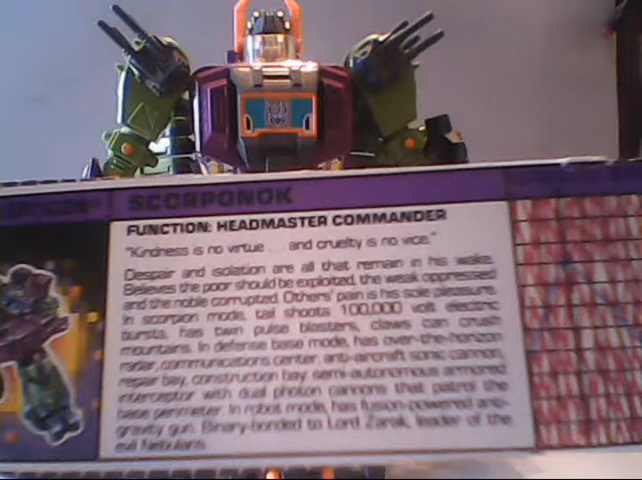 DECEPTICON SCORPONOK
FUNCTION: HEADMASTER COMMANDER
"Kindness is no virtue . . . and cruelty is no vice."
Despair and isolation are all that remain in his wake.
Believes the poor should be exploited, the weak oppressed
and the noble corrupted. Others' pain is his sole pleasure.
In scorpion mode, tail shoots 100,000 volt electric
bursts, has twin pulse blasters, claws can crush
mountains. In defense base mode, has over-the-horizon
radar, communications center, anti-aircraft sonic cannon,
repair bay, construction bay, semi-autonomous armored
interceptor with dual photon cannons that patrol the
base perimeter. In robot mode, has fusion-powered anti-
gravity gun. Binary-bonded to Lord Zarak, leader of the
evil Nebulans.